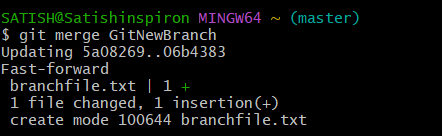 SATISH@Satishinspiron MINGW64 ~ (master)
$ git merge GitNewBranch
Updating 5a08269..06b4383
Fast-forward
 branchfile.txt | 1 +
 1 file changed, 1 insertion(+)
 create mode 100644 branchfile.txt